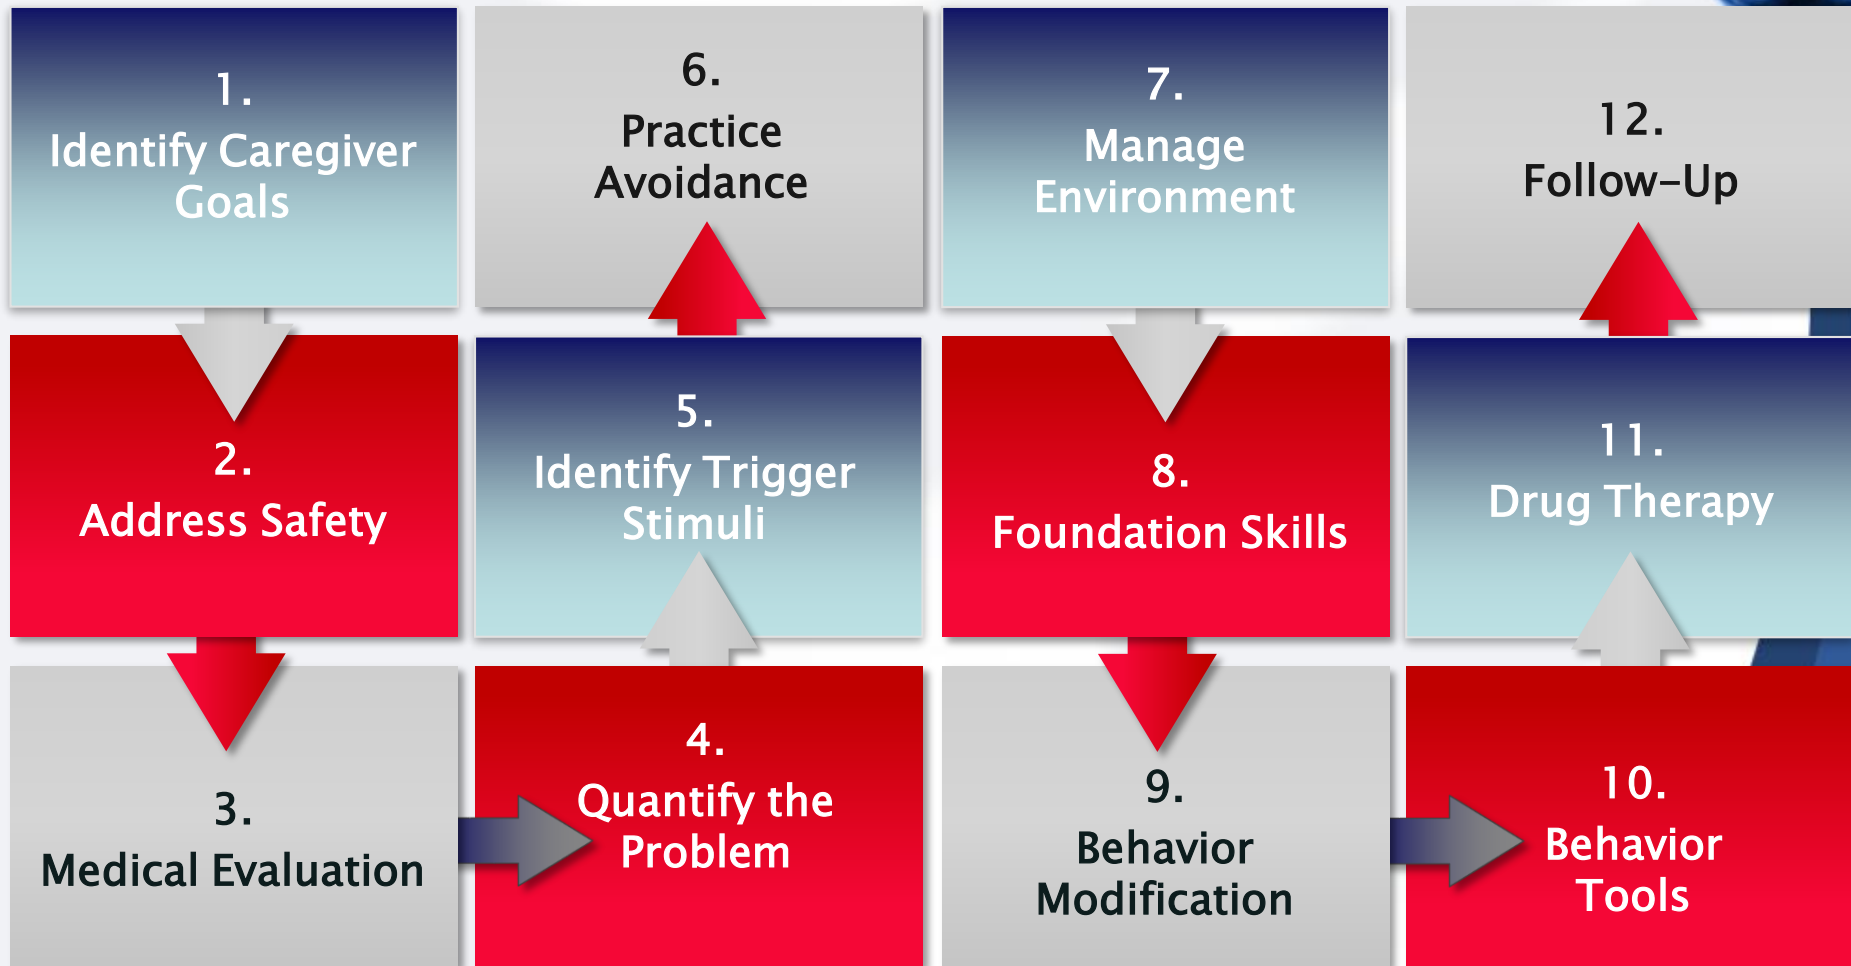 1.
Identify Caregiver
Goals
2.
Address Safety
3.
Medical Evaluation
4.
Quantify the
Problem
5.
Identify Trigger
Stimuli
6.
Practice
Avoidance
7.
Manage
Environment
8.
Foundation Skills
9.
Behavior
Modification
10.
Behavior
Tools
11.
Drug Therapy
12.
Follow-Up